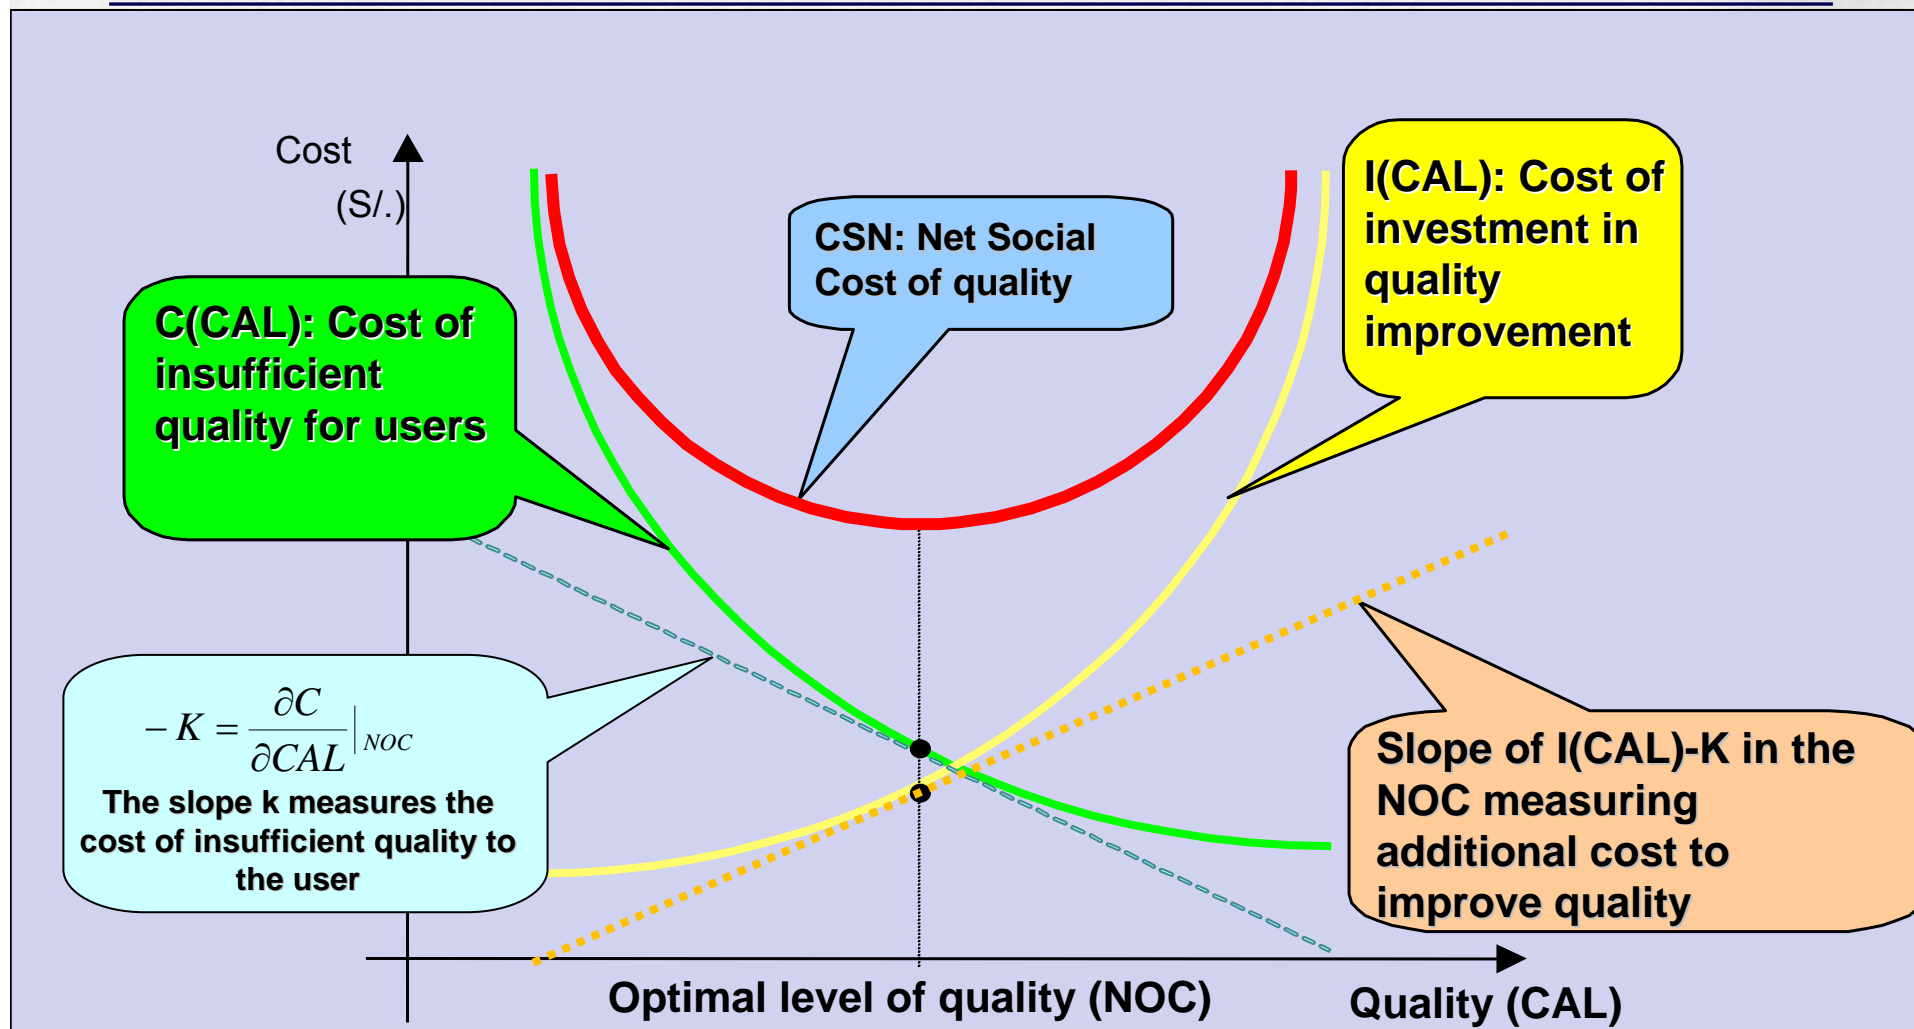 Cost
(S/.)
CSN: Net Social
Cost of quality
I(CAL): Cost of
investment in
quality
improvement
C(CAL): Cost of
insufficient
quality for users
− K = ∂C / ∂CAL |NOC
The slope k measures the
cost of insufficient quality to
the user
Slope of I(CAL)-K in the
NOC measuring
additional cost to
improve quality
Optimal level of quality (NOC)
Quality (CAL)